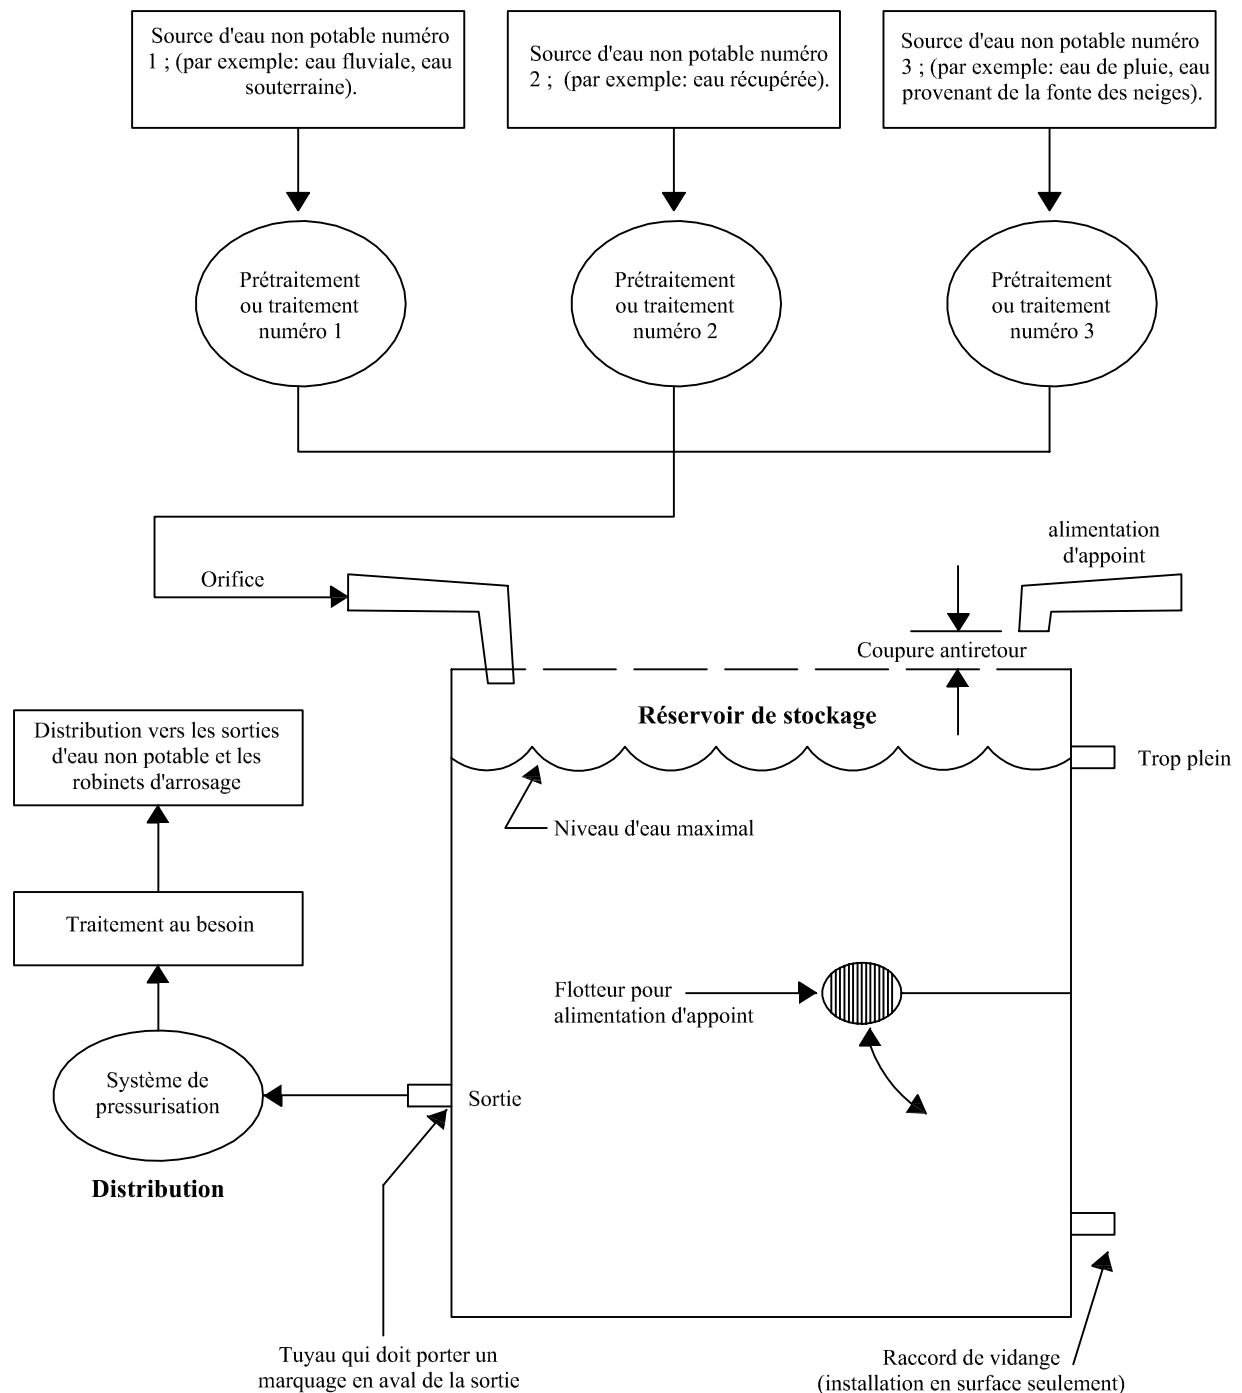 Source d'eau non potable numéro
1 ; (par exemple: eau fluviale, eau
souterraine).
Source d'eau non potable numéro
2 ; (par exemple: eau récupérée).
Source d'eau non potable numéro
3 ; (par exemple: eau de pluie, eau
provenant de la fonte des neiges).
Prétraitement
ou traitement
numéro 1
Prétraitement
ou traitement
numéro 2
Prétraitement
ou traitement
numéro 3
alimentation
d'appoint
Orifice
Coupure antiretour
Réservoir de stockage
Distribution vers les sorties
d'eau non potable et les
robinets d'arrosage
Trop plein
Niveau d'eau maximal
Traitement au besoin
Flotteur pour
alimentation d'appoint
Système de
pressurisation
Sortie
Distribution
Tuyau qui doit porter un
marquage en aval de la sortie
Raccord de vidange
(installation en surface seulement)